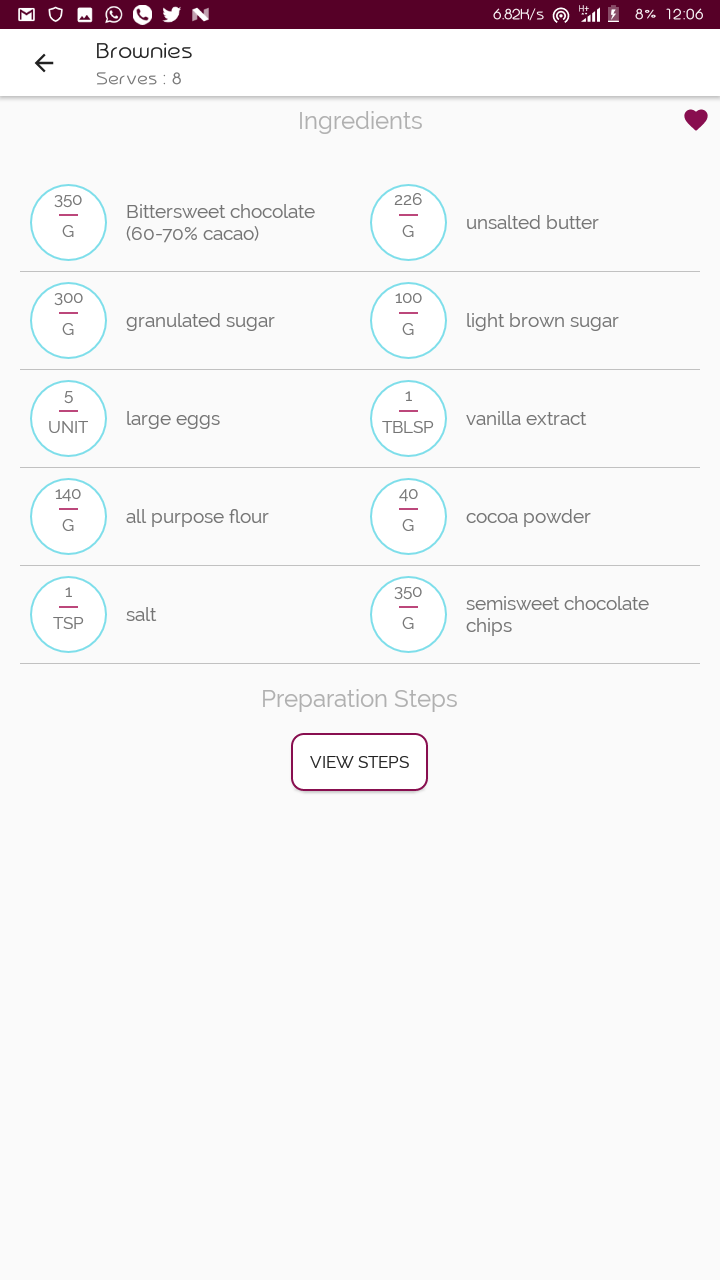 6.82K/s H+ 8% 12:06
Brownies
Serves : 8
Ingredients
350
G
Bittersweet chocolate
(60-70% cacao)
226
G
unsalted butter
300
G
granulated sugar
100
G
light brown sugar
5
UNIT
large eggs
1
TBLSP
vanilla extract
140
G
all purpose flour
40
G
cocoa powder
1
TSP
salt
350
G
semisweet chocolate
chips
Preparation Steps
VIEW STEPS